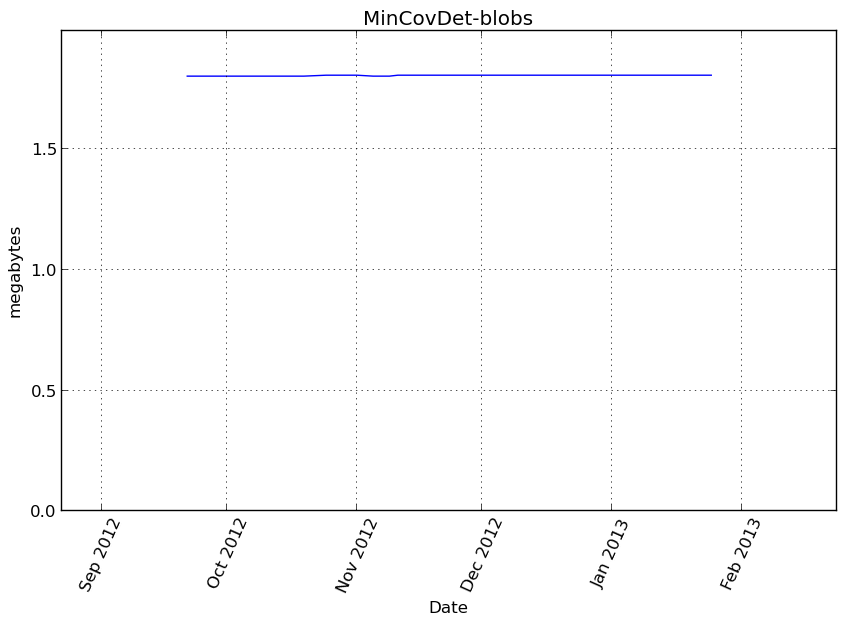 MinCovDet-blobs
megabytes
1.5
1.0
0.5
0.0
Sep 2012
Oct 2012
Nov 2012
Dec 2012
Jan 2013
Feb 2013
Date